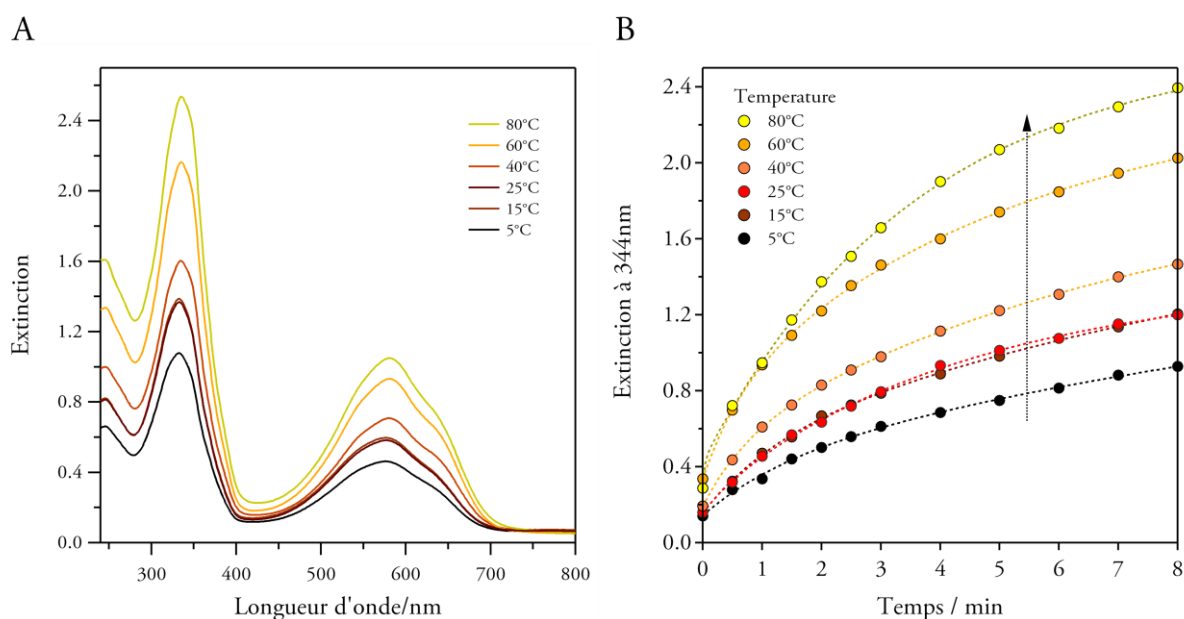 A
Extinction
2.4
2.0
1.6
1.2
0.8
0.4
0.0
80°C
60°C
40°C
25°C
15°C
5°C
300
400
500
600
700
800
Longueur d'onde/nm
B
Extinction à 344nm
2.4
2.0
1.6
1.2
0.8
0.4
0.0
Temperature
80°C
60°C
40°C
25°C
15°C
5°C
0
1
2
3
4
5
6
7
8
Temps / min